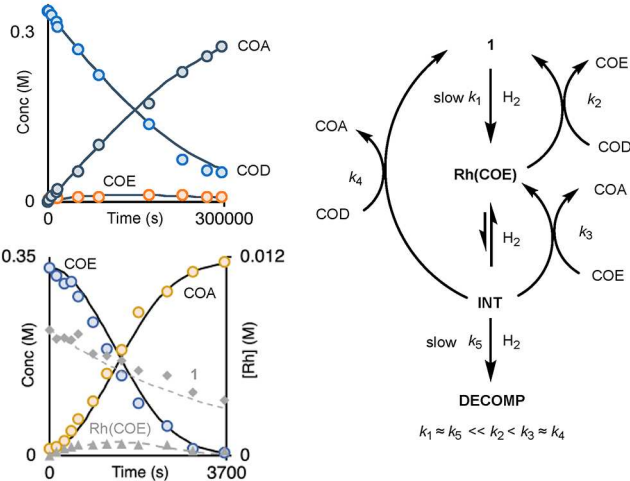 0.3
Conc (M)
0
COA
COE
COD
0
Time (s)
300000
0.35
Conc (M)
0
COE
COA
1
Rh(COE)
0.012
[Rh] (M)
0
0
Time (s)
3700
1
slow k1
H2
COE
k2
COD
COA
k4
COD
Rh(COE)
COA
k3
COE
H2
INT
slow k5
H2
DECOMP
k1 ≈ k5 << k2 < k3 ≈ k4